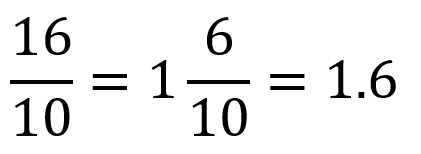 16/10 = 1 6/10 = 1.6